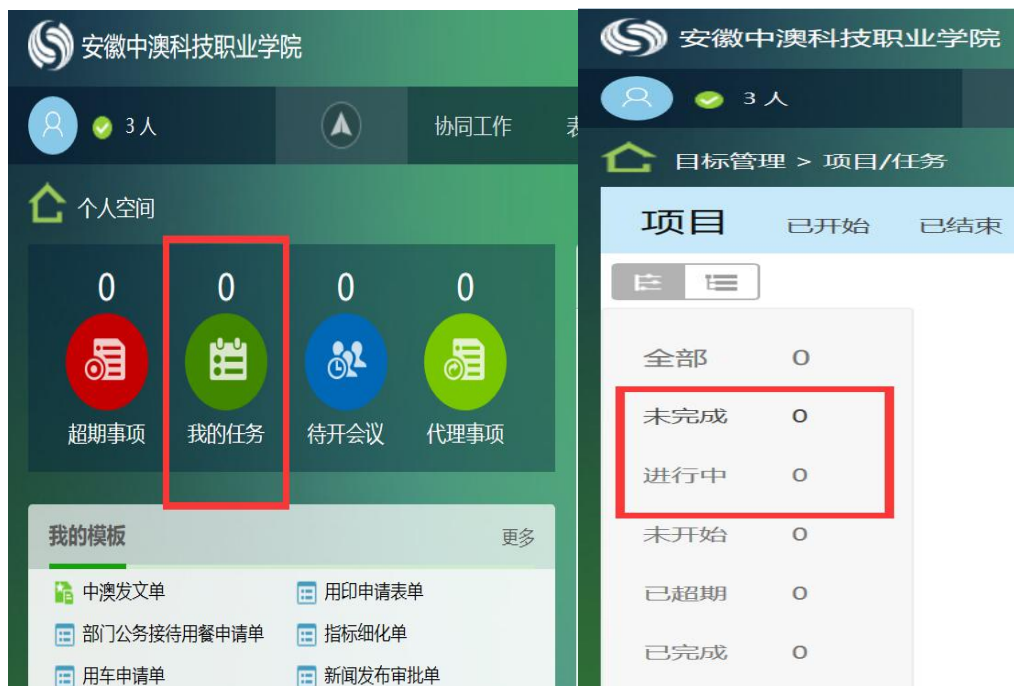 安徽中澳科技职业学院
3人
协同工作
表
个人空间
0 0 0 0
超期事项 我的任务 待开会议 代理事项
我的模板 更多
中澳发文单 用印申请表单
部门公务接待用餐申请单 指标细化单
用车申请单 新闻发布审批单
安徽中澳科技职业学院
3人
目标管理 > 项目/任务
项目 已开始 已结束
全部 0
未完成 0
进行中 0
未开始 0
已超期 0
已完成 0